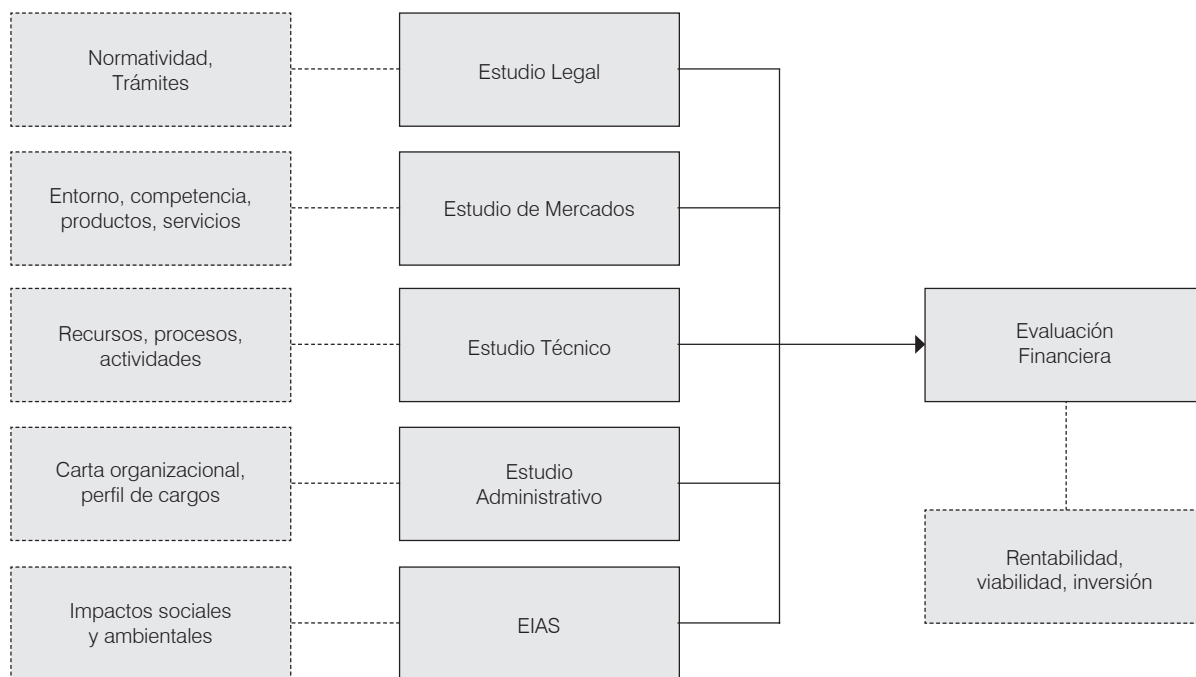 Normatividad,
Trámites
Estudio Legal
Entorno, competencia,
productos, servicios
Estudio de Mercados
Recursos, procesos,
actividades
Estudio Técnico
Evaluación
Financiera
Carta organizacional,
perfil de cargos
Estudio
Administrativo
Rentabilidad,
viabilidad, inversión
Impactos sociales
y ambientales
EIAS